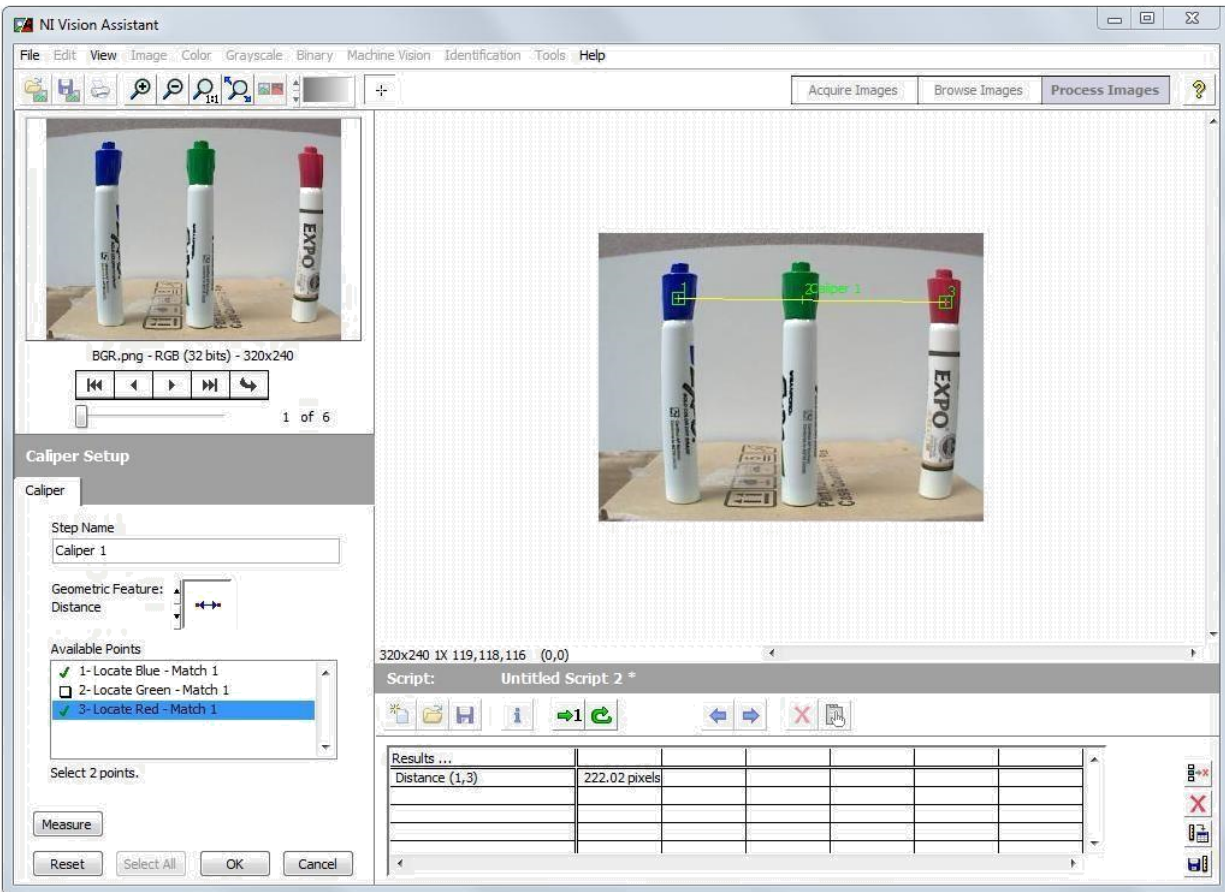 NI Vision Assistant
File Edit View Image Color Grayscale Binary Machine Vision Identification Tools Help
1:1
Acquire Images Browse Images Process Images ?
EXPO
BGR.png - RGB (32 bits) - 320x240
1 of 6
Caliper Setup
Caliper
Step Name
Caliper 1
Geometric Feature:
Distance
Available Points
1- Locate Blue - Match 1
2- Locate Green - Match 1
3- Locate Red - Match 1
Select 2 points.
Measure
Reset Select All OK Cancel
1 2 Caliper 1 3
EXPO
320x240 1X 119,118,116 (0,0)
Script: Untitled Script 2 *
1
Results ...
Distance (1,3) 222.02 pixels